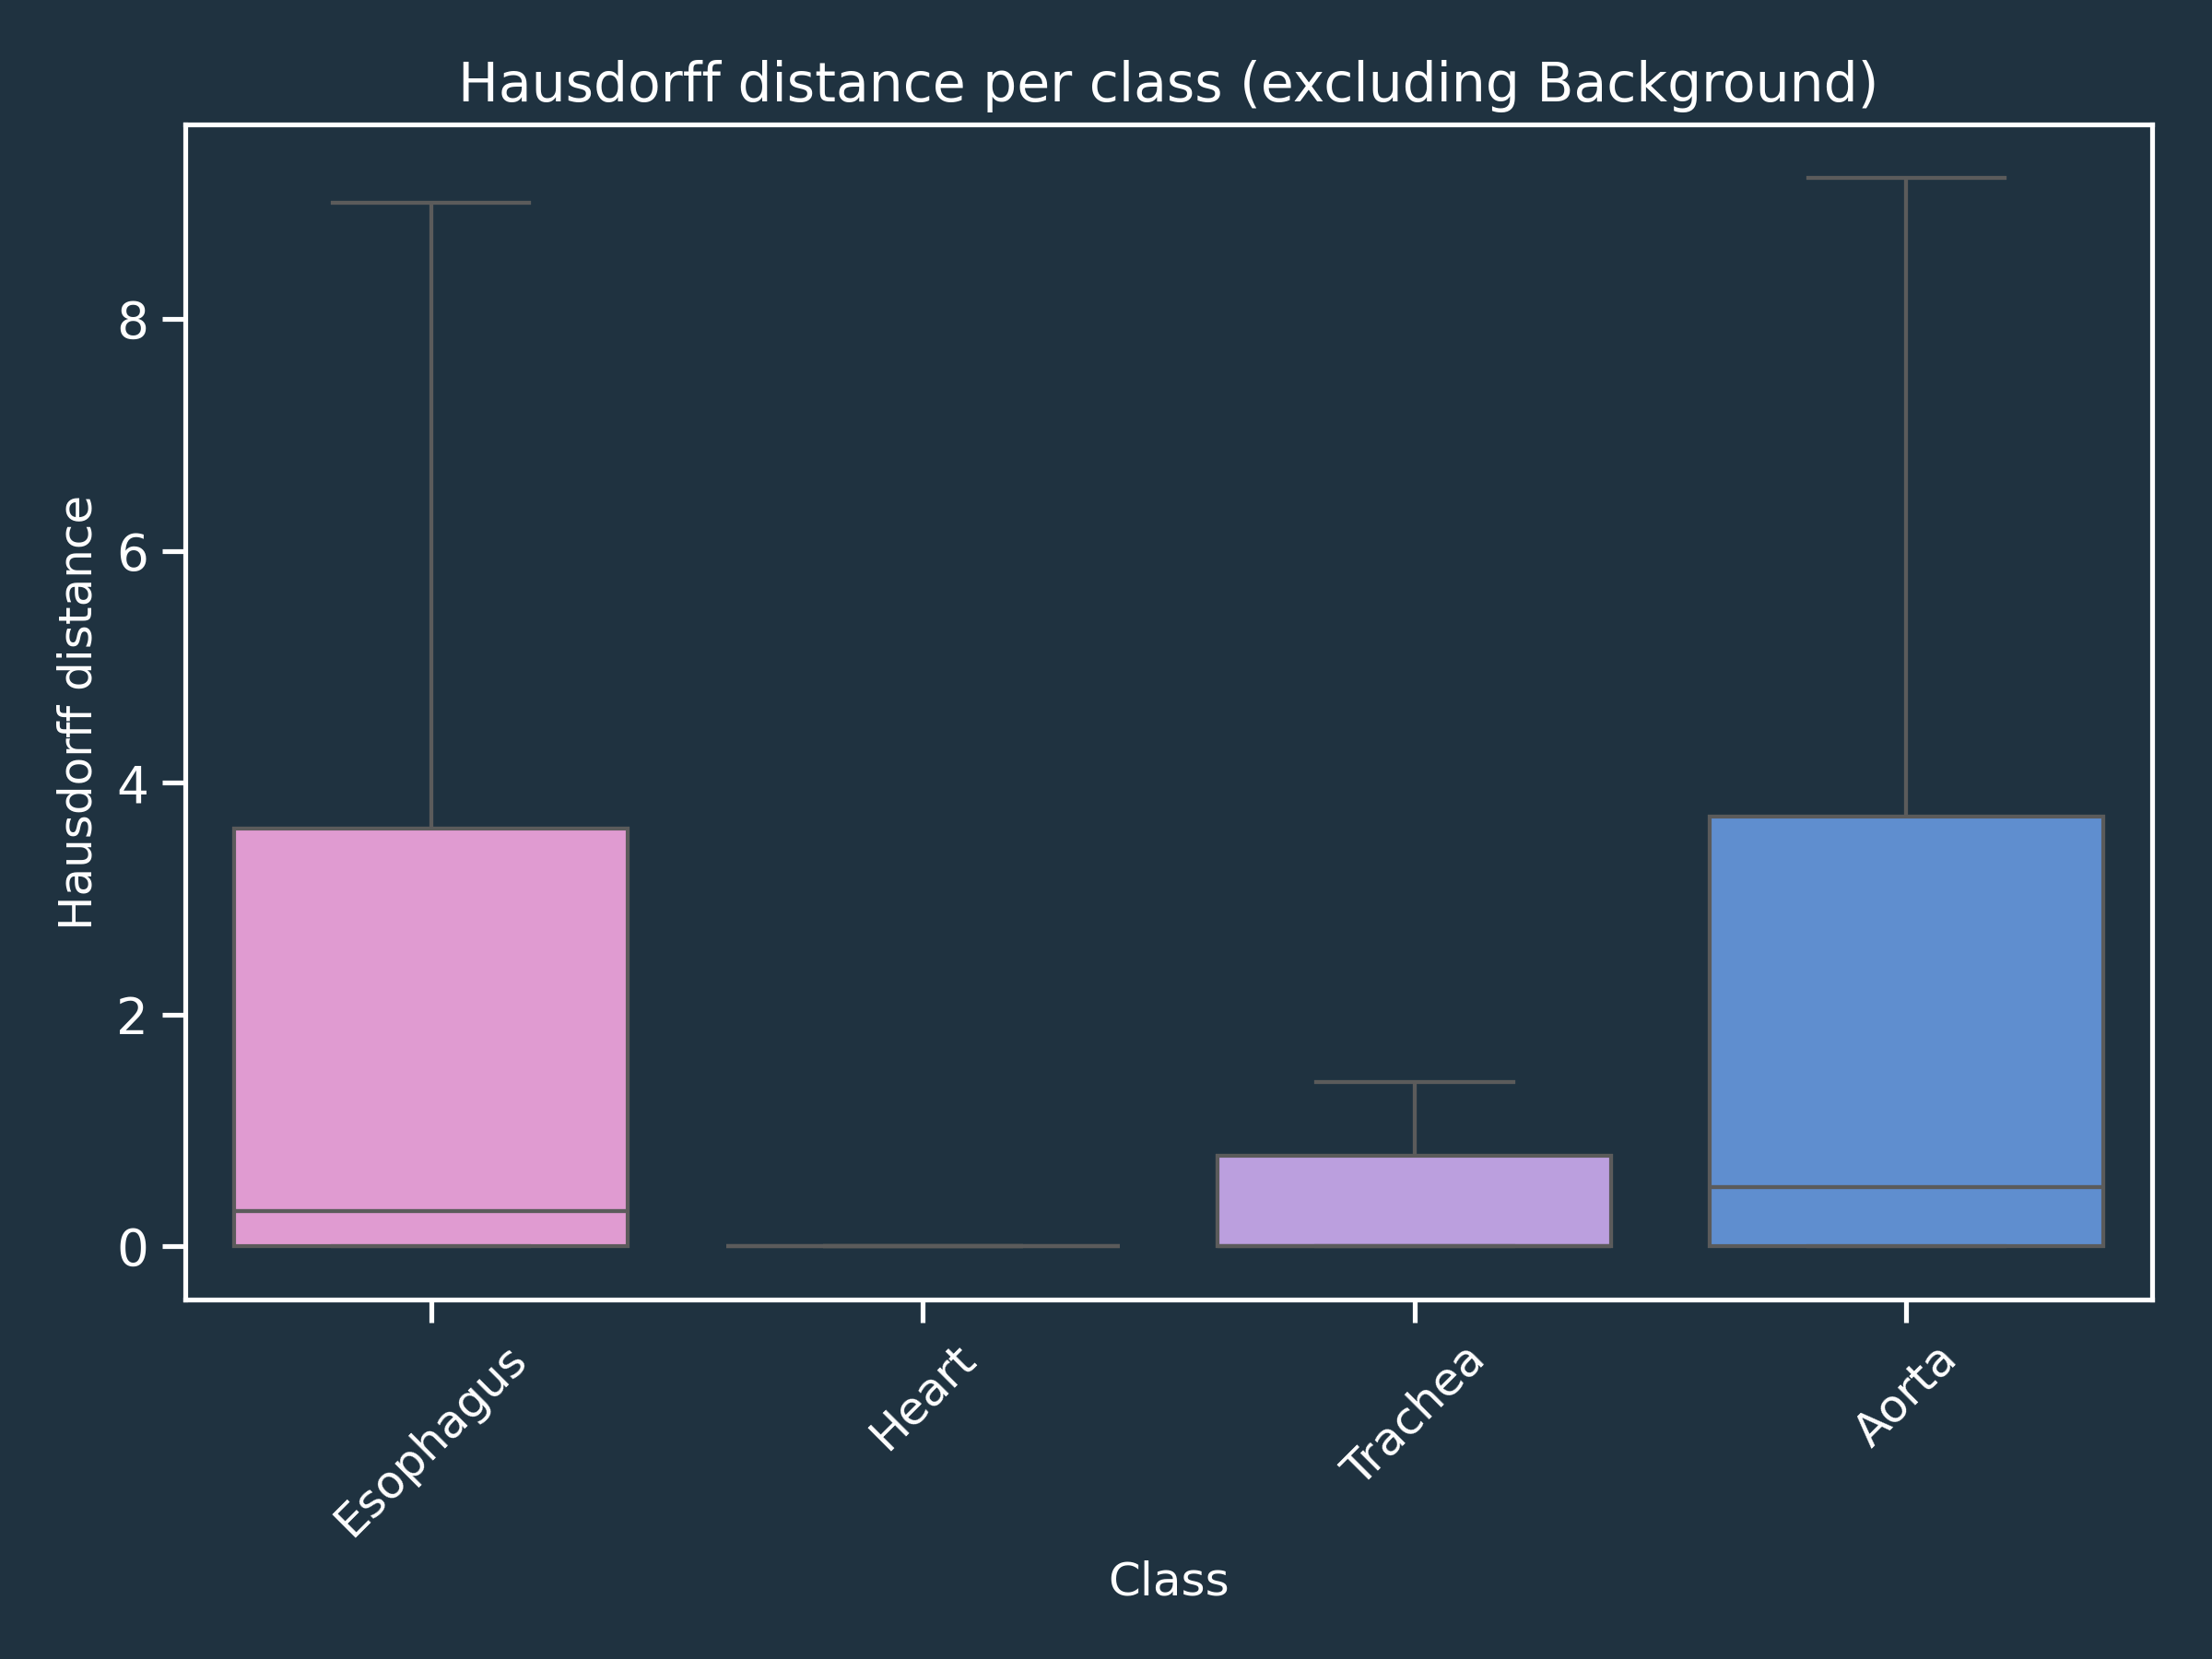 Hausdorff distance per class (excluding Background)
Hausdorff distance
8
6
4
2
0
Esophagus
Heart
Trachea
Aorta
Class